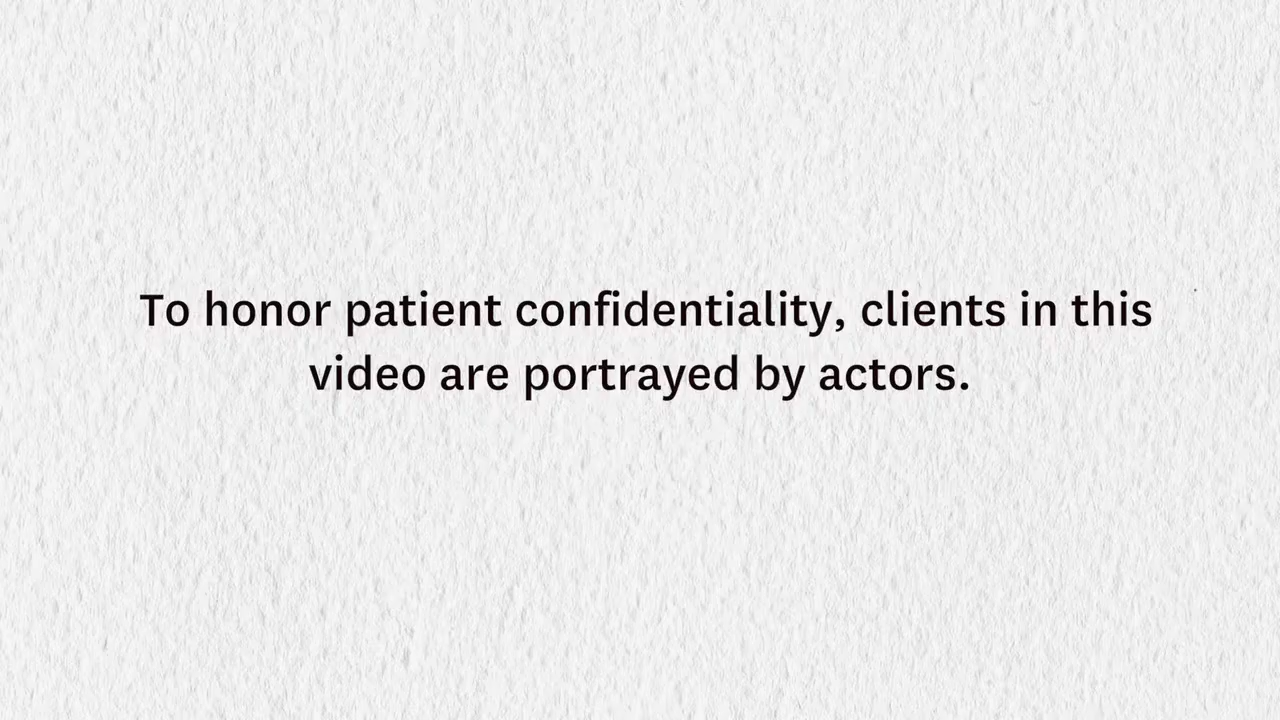 To honor patient confidentiality, clients in this
video are portrayed by actors.